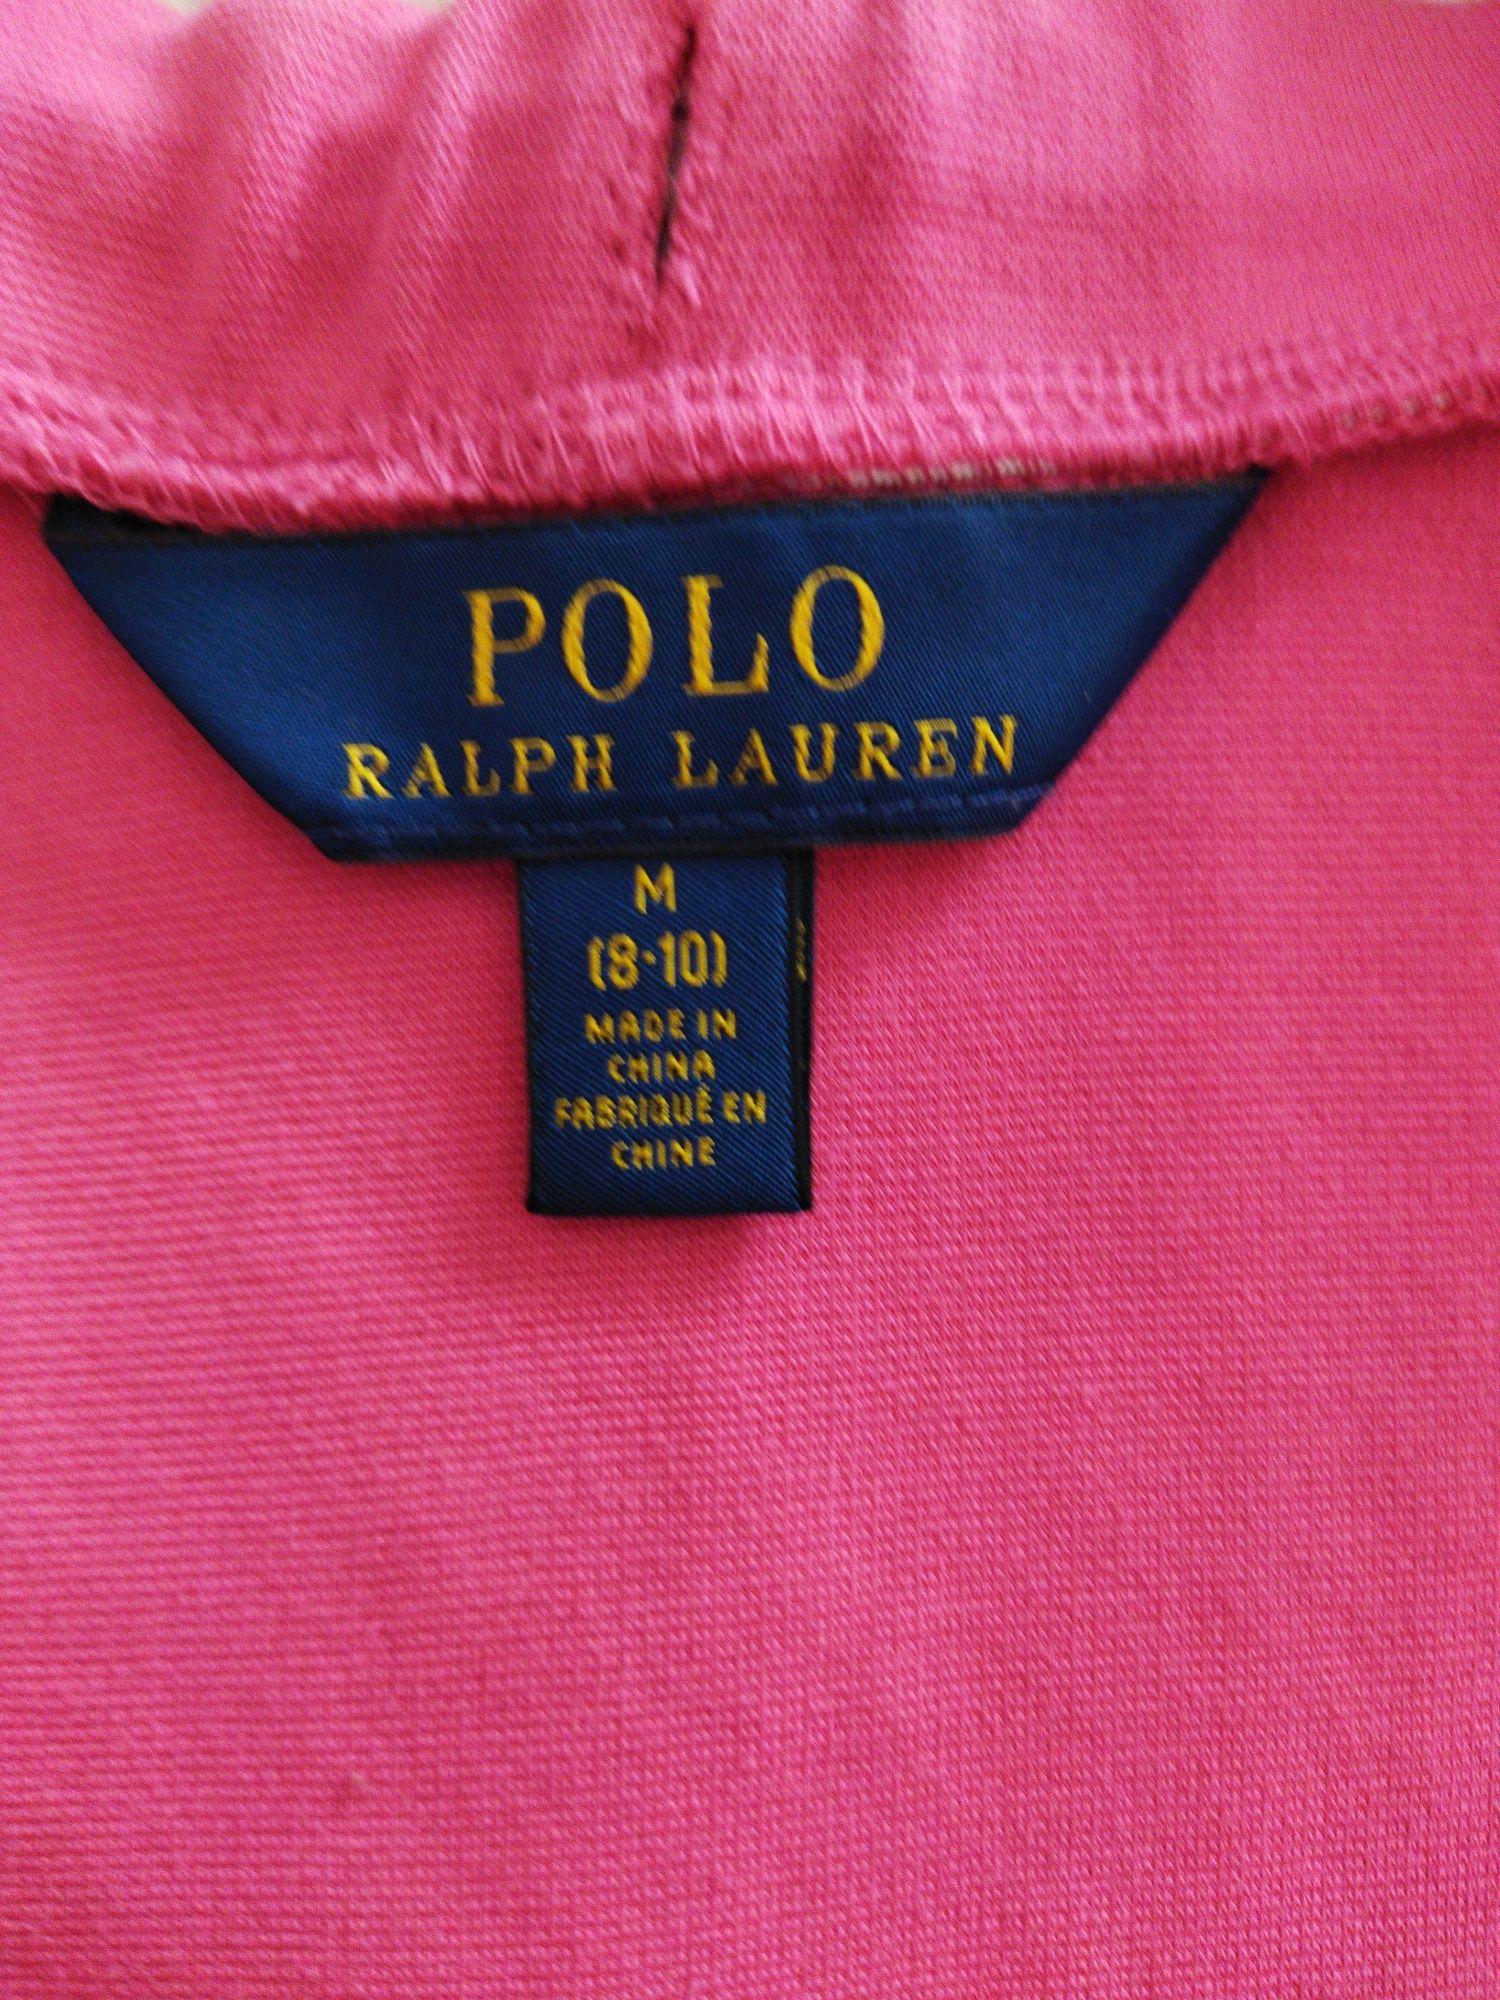 POLO
RALPH LAUREN
M
(8-10)
MADE IN
CHINA
FABRIQUÉ EN
CHINE